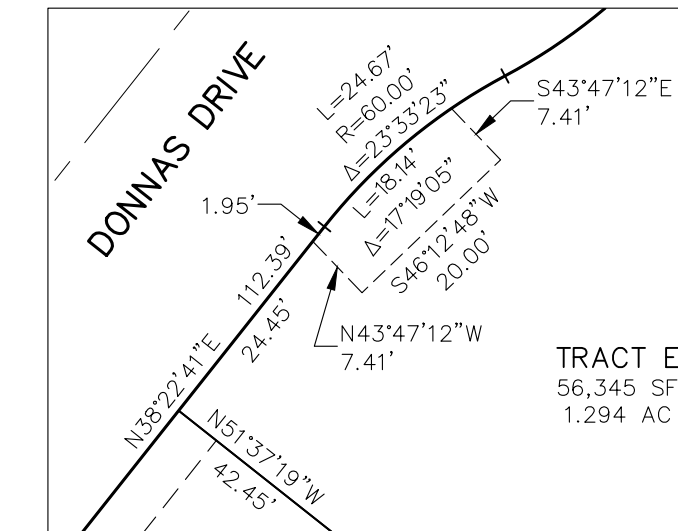 DONNAS DRIVE
L=24.67'
R=60.00'
Δ=23°33'23"
L=18.14'
Δ=17°19'05"
S43°47'12"E
7.41'
1.95'
S46°12'48"W
20.00'
112.39'
24.45'
N43°47'12"W
7.41'
N38°22'41"E
TRACT E
56,345 SF
1.294 AC
N51°37'19"W
42.45'